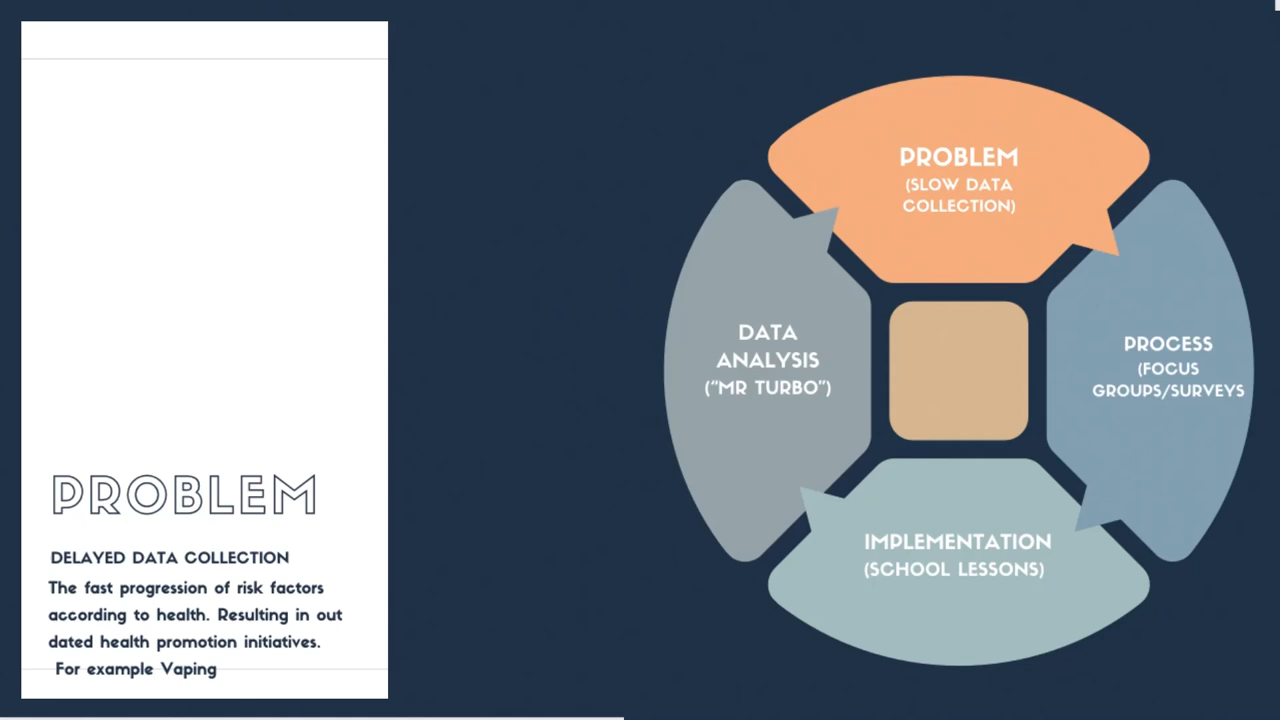 PROBLEM
DELAYED DATA COLLECTION
The fast progression of risk factors
according to health. Resulting in out
dated health promotion initiatives.
For example Vaping
PROBLEM
(SLOW DATA
COLLECTION)
PROCESS
(FOCUS
GROUPS/SURVEYS
IMPLEMENTATION
(SCHOOL LESSONS)
DATA
ANALYSIS
("MR TURBO")